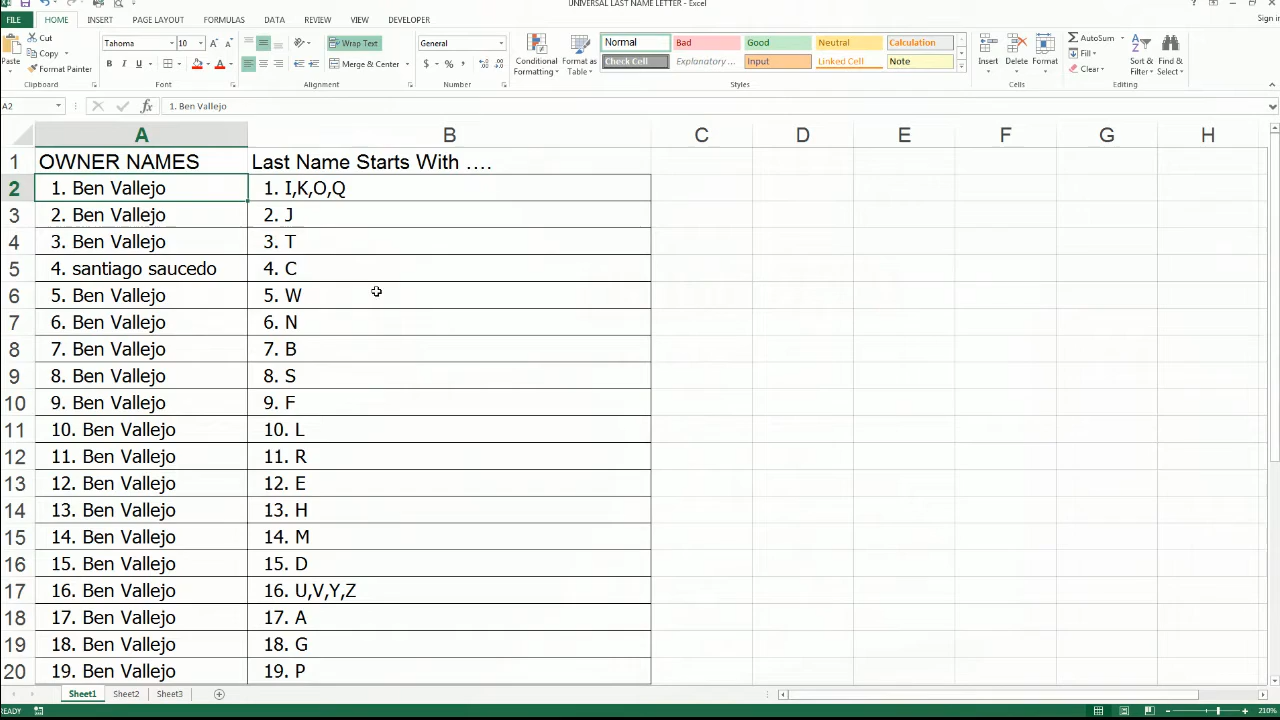 UNIVERSAL LAST NAME LETTER - Excel
Sign in
FILE HOME INSERT PAGE LAYOUT FORMULAS DATA REVIEW VIEW DEVELOPER
Paste
Cut
Copy
Format Painter
Clipboard
Tahoma 10
B I U
Font
Wrap Text
Merge & Center
Alignment
General
$ % ,
Number
Conditional Formatting
Format as Table
Normal Bad Good Neutral Calculation
Check Cell Explanatory ... Input Linked Cell Note
Styles
Insert Delete Format
Cells
AutoSum
Fill
Clear
Sort & Filter
Find & Select
Editing
A2 fx 1. Ben Vallejo
A B C D E F G H
1 OWNER NAMES Last Name Starts With ....
2 1. Ben Vallejo 1. I,K,O,Q
3 2. Ben Vallejo 2. J
4 3. Ben Vallejo 3. T
5 4. santiago saucedo 4. C
6 5. Ben Vallejo 5. W
7 6. Ben Vallejo 6. N
8 7. Ben Vallejo 7. B
9 8. Ben Vallejo 8. S
10 9. Ben Vallejo 9. F
11 10. Ben Vallejo 10. L
12 11. Ben Vallejo 11. R
13 12. Ben Vallejo 12. E
14 13. Ben Vallejo 13. H
15 14. Ben Vallejo 14. M
16 15. Ben Vallejo 15. D
17 16. Ben Vallejo 16. U,V,Y,Z
18 17. Ben Vallejo 17. A
19 18. Ben Vallejo 18. G
20 19. Ben Vallejo 19. P
Sheet1 Sheet2 Sheet3
READY 210%